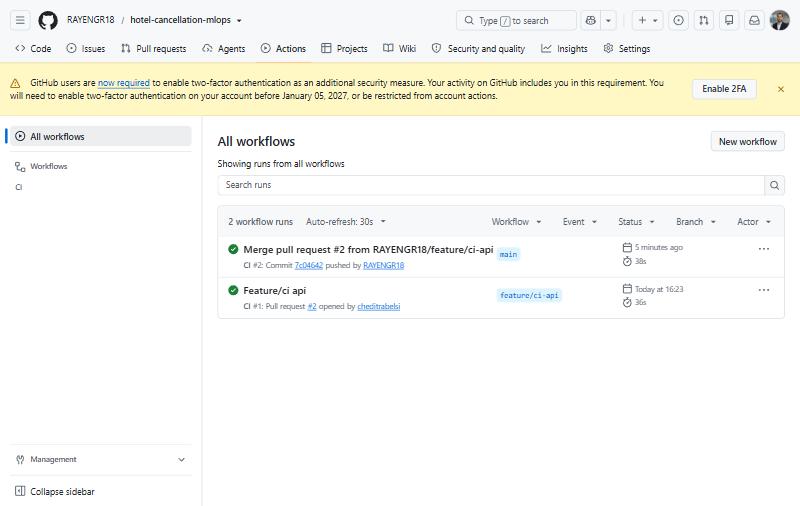 RAYENGR18 / hotel-cancellation-mlops
Type / to search
Code
Issues
Pull requests
Agents
Actions
Projects
Wiki
Security and quality
Insights
Settings
GitHub users are now required to enable two-factor authentication as an additional security measure. Your activity on GitHub includes you in this requirement. You
will need to enable two-factor authentication on your account before January 05, 2027, or be restricted from account actions.
Enable 2FA
All workflows
Workflows
CI
Management
Collapse sidebar
All workflows
New workflow
Showing runs from all workflows
Search runs
2 workflow runs
Auto-refresh: 30s
Workflow
Event
Status
Branch
Actor
Merge pull request #2 from RAYENGR18/feature/ci-api
CI #2: Commit 7c04642 pushed by RAYENGR18
main
5 minutes ago
38s
Feature/ci api
CI #1: Pull request #2 opened by cheditrabelsi
feature/ci-api
Today at 16:23
36s